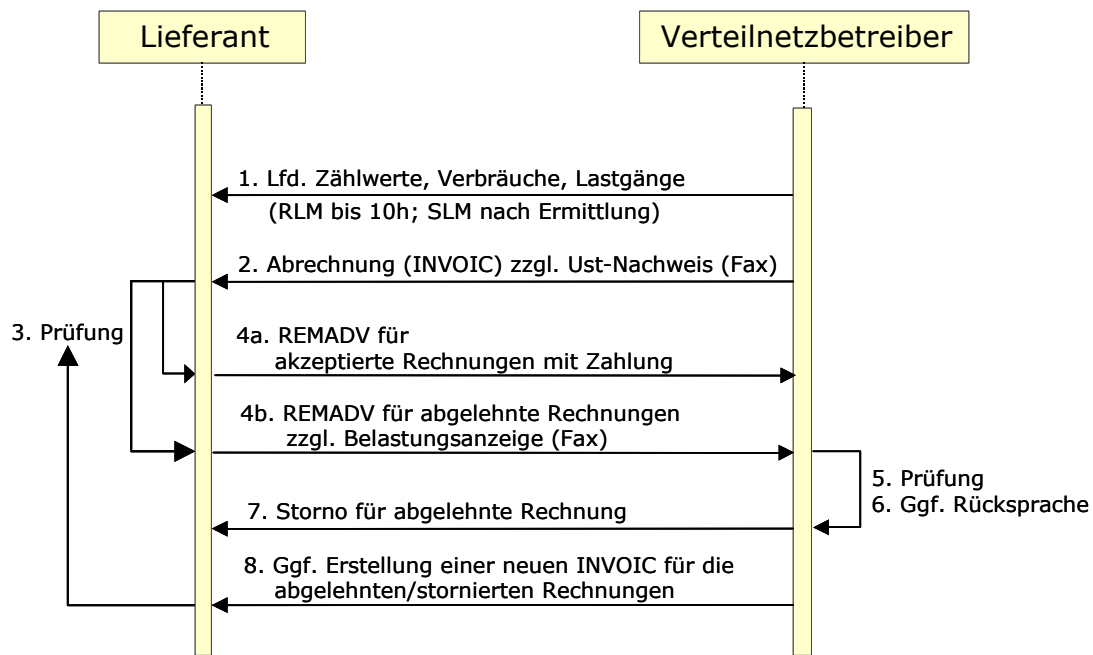 Lieferant
Verteilnetzbetreiber
1. Lfd. Zählwerte, Verbräuche, Lastgänge
(RLM bis 10h; SLM nach Ermittlung)
2. Abrechnung (INVOIC) zzgl. Ust-Nachweis (Fax)
3. Prüfung
4a. REMADV für
akzeptierte Rechnungen mit Zahlung
4b. REMADV für abgelehnte Rechnungen
zzgl. Belastungsanzeige (Fax)
5. Prüfung
6. Ggf. Rücksprache
7. Storno für abgelehnte Rechnung
8. Ggf. Erstellung einer neuen INVOIC für die
abgelehnten/stornierten Rechnungen